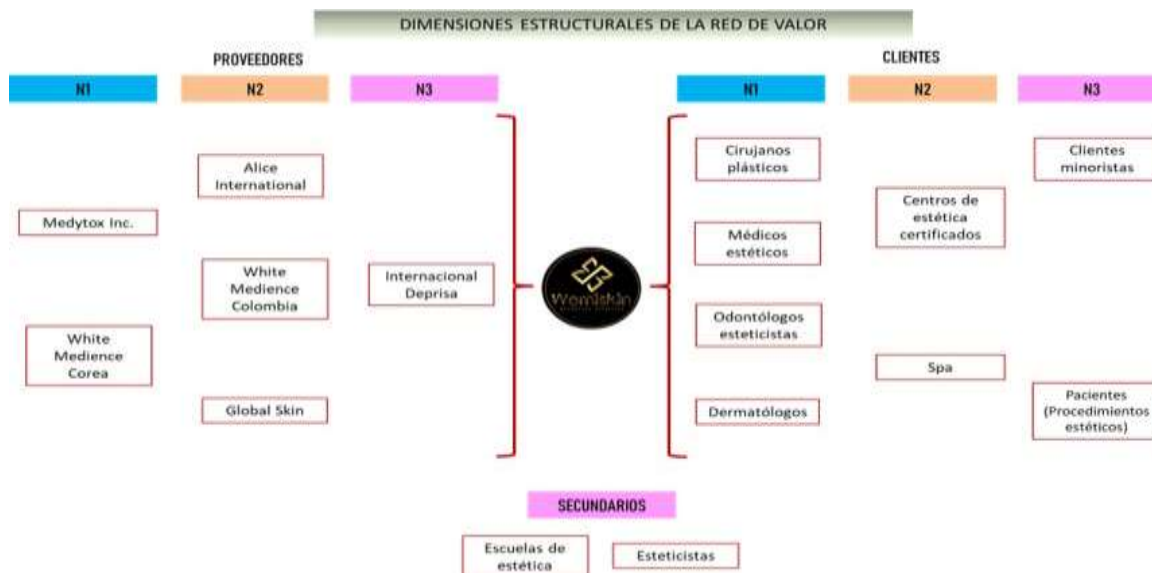 DIMENSIONES ESTRUCTURALES DE LA RED DE VALOR
PROVEEDORES
N1
N2
N3
Medytox Inc.
White
Medience
Corea
Alice
International
White
Medience
Colombia
Global Skin
Internacional
Deprisa
Womiskin
CLIENTES
N1
N2
N3
Cirujanos
plásticos
Médicos
estéticos
Odontólogos
esteticistas
Dermatólogos
Centros de
estética
certificados
Spa
Clientes
minoristas
Pacientes
(Procedimientos
estéticos)
SECUNDARIOS
Escuelas de
estética
Esteticistas